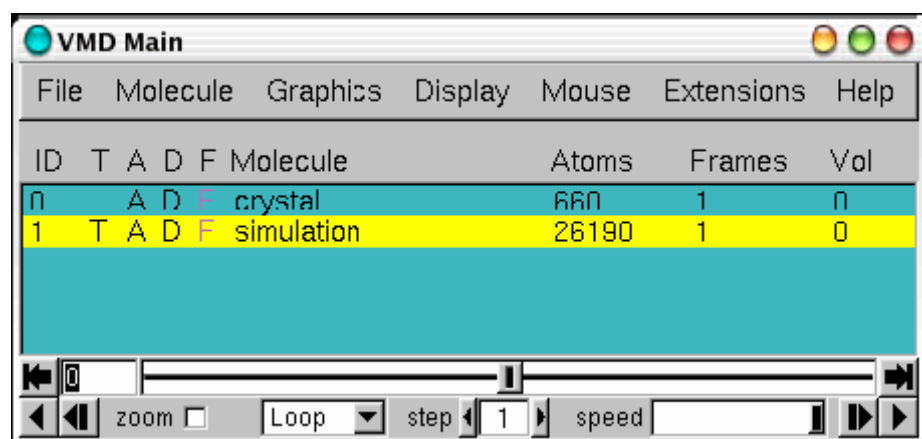 VMD Main
File Molecule Graphics Display Mouse Extensions Help
ID T A D F Molecule Atoms Frames Vol
0 A D F crystal 660 1 0
1 T A D F simulation 26190 1 0
0
zoom Loop step 1 speed